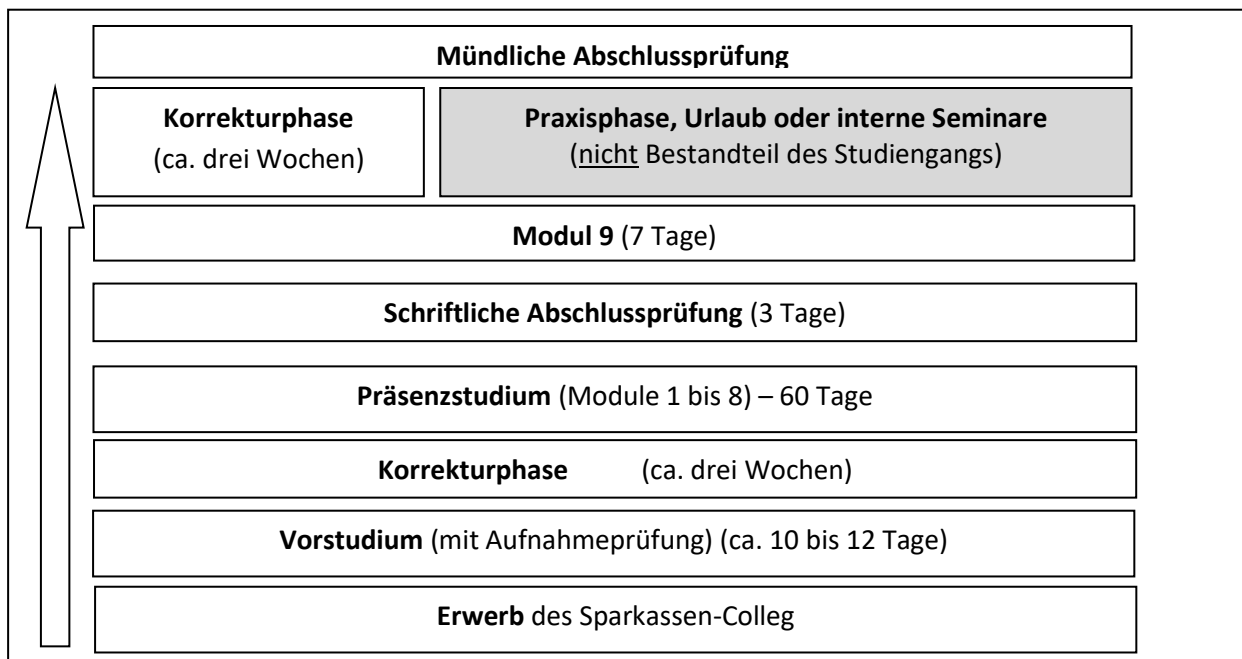 Mündliche Abschlussprüfung
Korrekturphase
(ca. drei Wochen)
Praxisphase, Urlaub oder interne Seminare
(nicht Bestandteil des Studiengangs)
Modul 9 (7 Tage)
Schriftliche Abschlussprüfung (3 Tage)
Präsenzstudium (Module 1 bis 8) – 60 Tage
Korrekturphase (ca. drei Wochen)
Vorstudium (mit Aufnahmeprüfung) (ca. 10 bis 12 Tage)
Erwerb des Sparkassen-Colleg